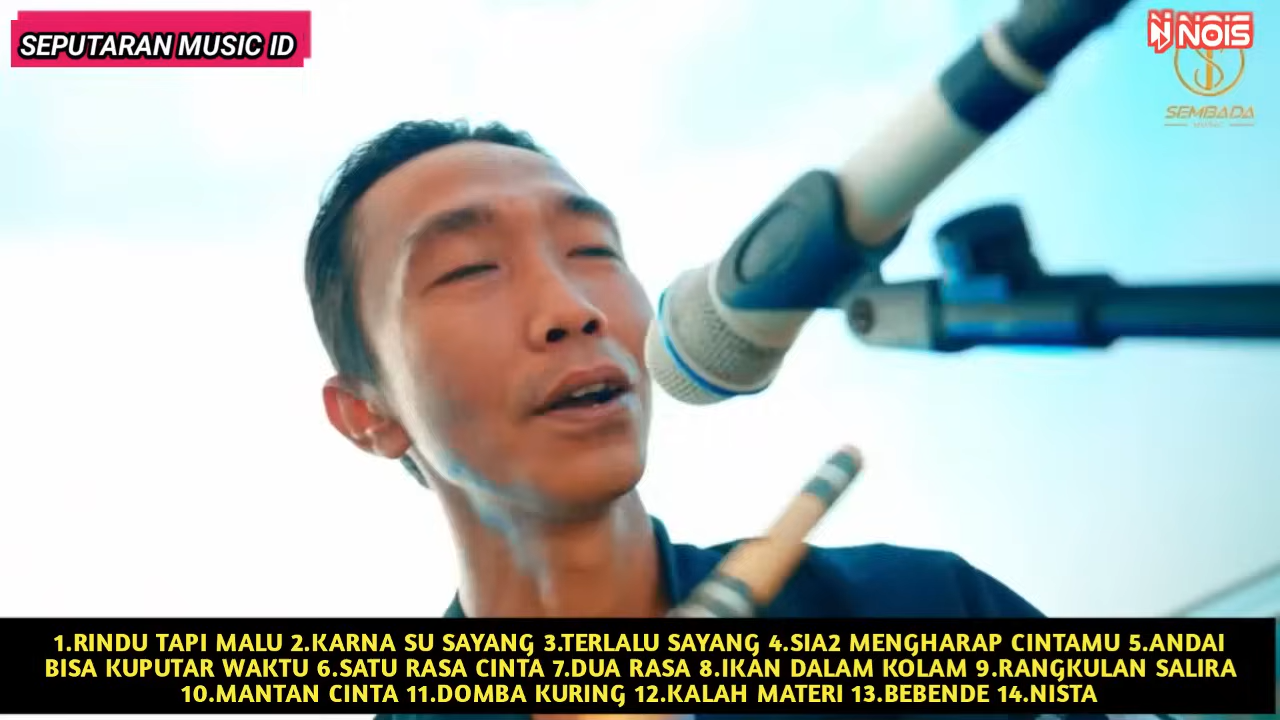 SEPUTARAN MUSIC ID
NOIS
SEMBADA
MUSIC
1.RINDU TAPI MALU 2.KARNA SU SAYANG 3.TERLALU SAYANG 4.SIA2 MENGHARAP CINTAMU 5.ANDAI
BISA KUPUTAR WAKTU 6.SATU RASA CINTA 7.DUA RASA 8.IKAN DALAM KOLAM 9.RANGKULAN SALIRA
10.MANTAN CINTA 11.DOMBA KURING 12.KALAH MATERI 13.BEBENDE 14.NISTA